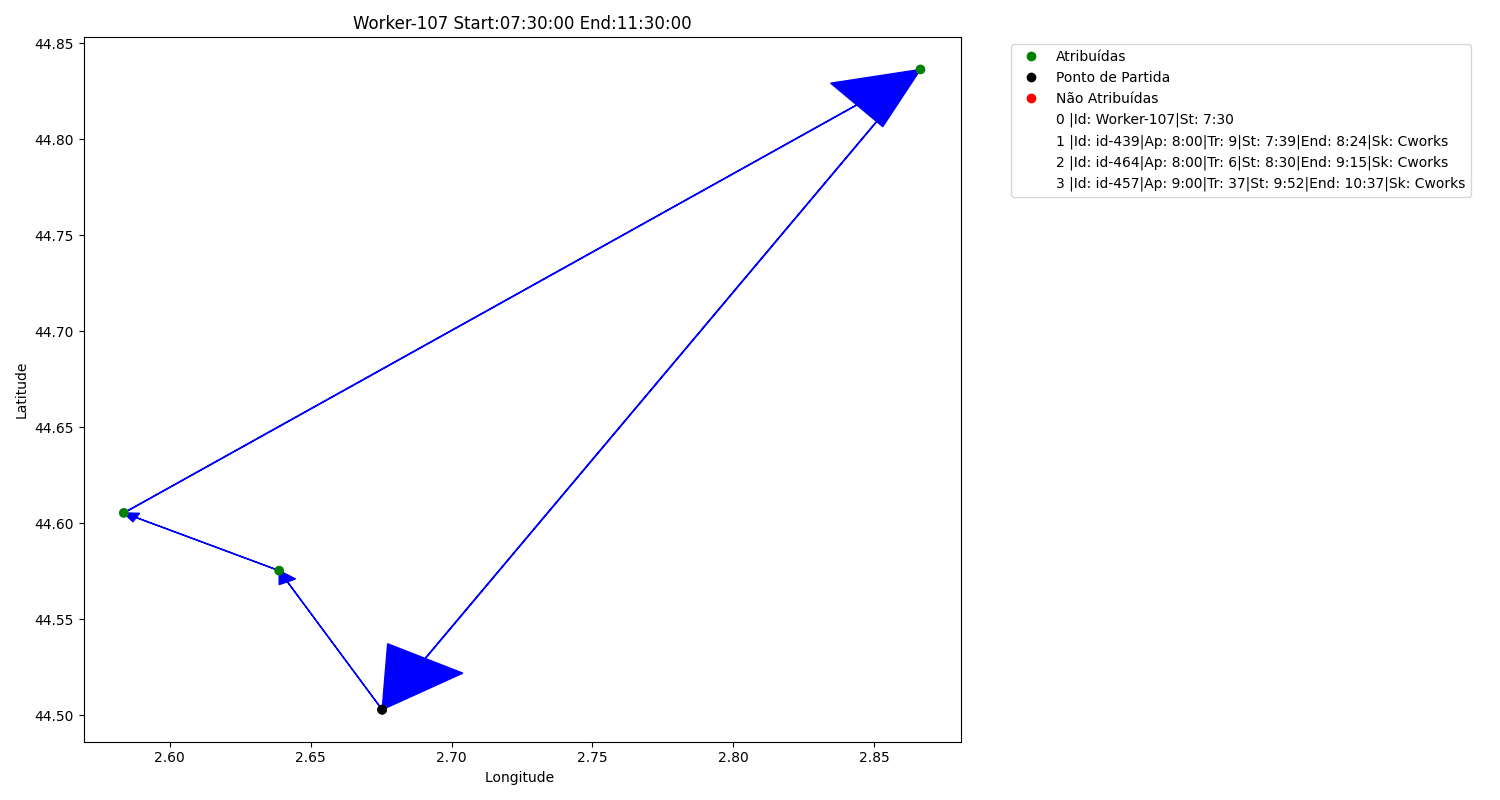 Worker-107 Start:07:30:00 End:11:30:00
44.85
44.80
44.75
44.70
44.65
44.60
44.55
44.50
Latitude
2.60
2.65
2.70
2.75
2.80
2.85
Longitude
Atribuídas
Ponto de Partida
Não Atribuídas
0 |Id: Worker-107|St: 7:30
1 |Id: id-439|Ap: 8:00|Tr: 9|St: 7:39|End: 8:24|Sk: Cworks
2 |Id: id-464|Ap: 8:00|Tr: 6|St: 8:30|End: 9:15|Sk: Cworks
3 |Id: id-457|Ap: 9:00|Tr: 37|St: 9:52|End: 10:37|Sk: Cworks